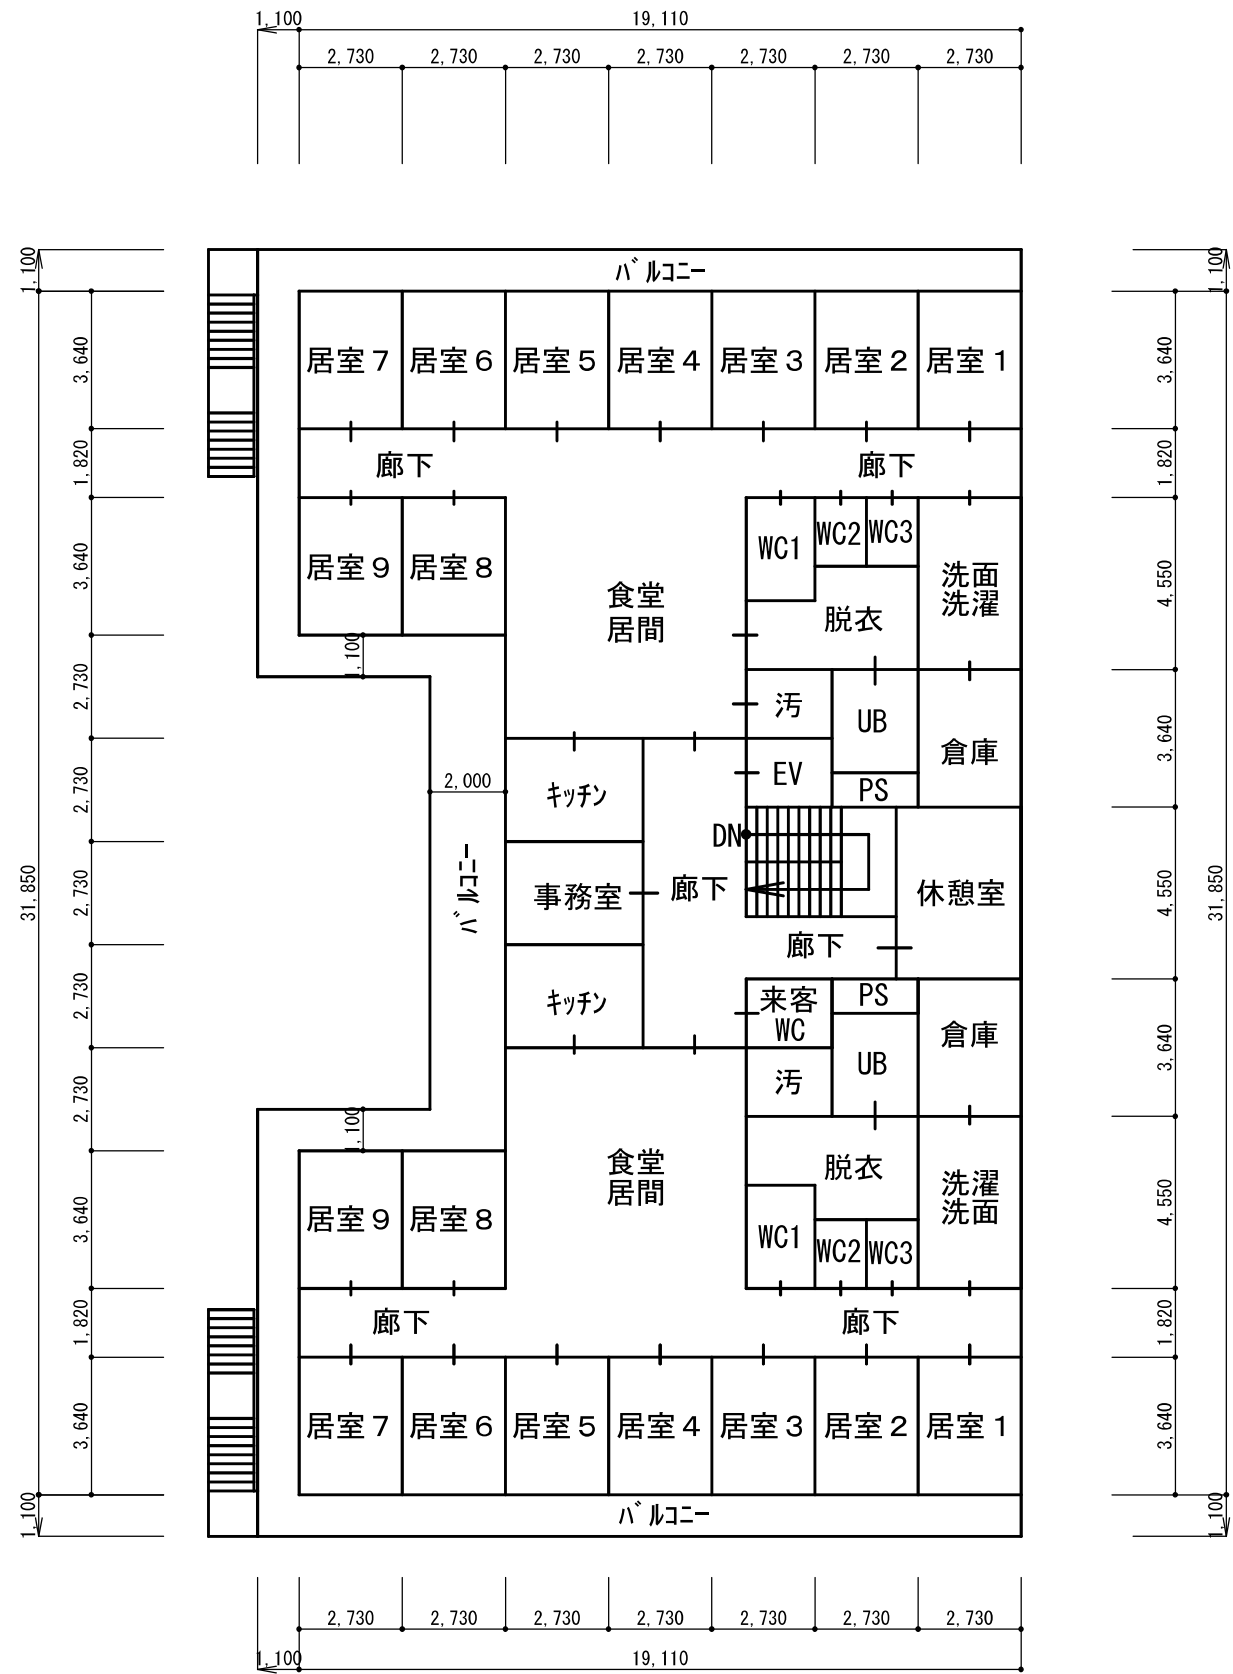 1,100
19,110
2,730
2,730
2,730
2,730
2,730
2,730
2,730
1,100
バルコニー
1,100
3,640
居室7
居室6
居室5
居室4
居室3
居室2
居室1
3,640
1,820
廊下
廊下
1,820
3,640
居室9
居室8
WC1
WC2
WC3
洗面
洗濯
4,550
食堂
居間
脱衣
1,100
2,730
汚
UB
倉庫
3,640
2,730
2,000
キッチン
EV
PS
DN
31,850
2,730
バルコニー
事務室
廊下
休憩室
4,550
31,850
廊下
2,730
キッチン
来客
WC
PS
倉庫
3,640
UB
汚
2,730
1,100
食堂
居間
脱衣
洗濯
洗面
4,550
3,640
居室9
居室8
WC1
WC2
WC3
1,820
廊下
廊下
1,820
3,640
居室7
居室6
居室5
居室4
居室3
居室2
居室1
3,640
1,100
バルコニー
1,100
2,730
2,730
2,730
2,730
2,730
2,730
2,730
1,100
19,110